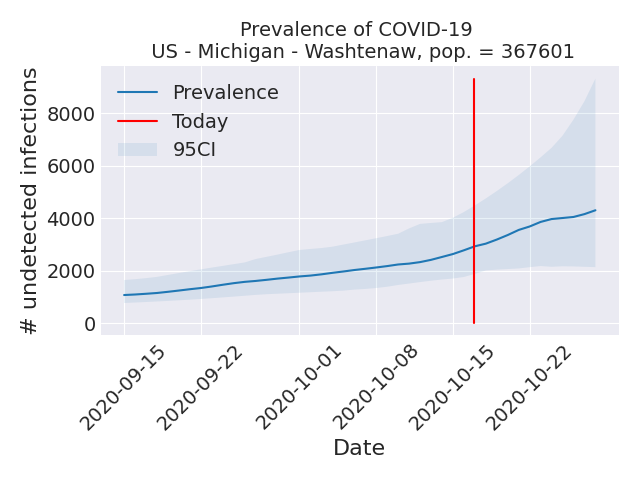 Prevalence of COVID-19
US - Michigan - Washtenaw, pop. = 367601
# undetected infections
8000
6000
4000
2000
0
Prevalence
Today
95CI
2020-09-15
2020-09-22
2020-10-01
2020-10-08
2020-10-15
2020-10-22
Date